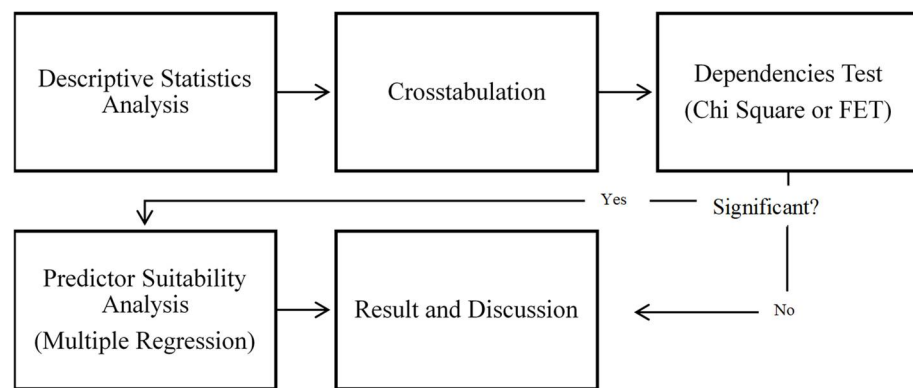 Descriptive Statistics
Analysis
Crosstabulation
Dependencies Test
(Chi Square or FET)
Yes
Significant?
Predictor Suitability
Analysis
(Multiple Regression)
Result and Discussion
No